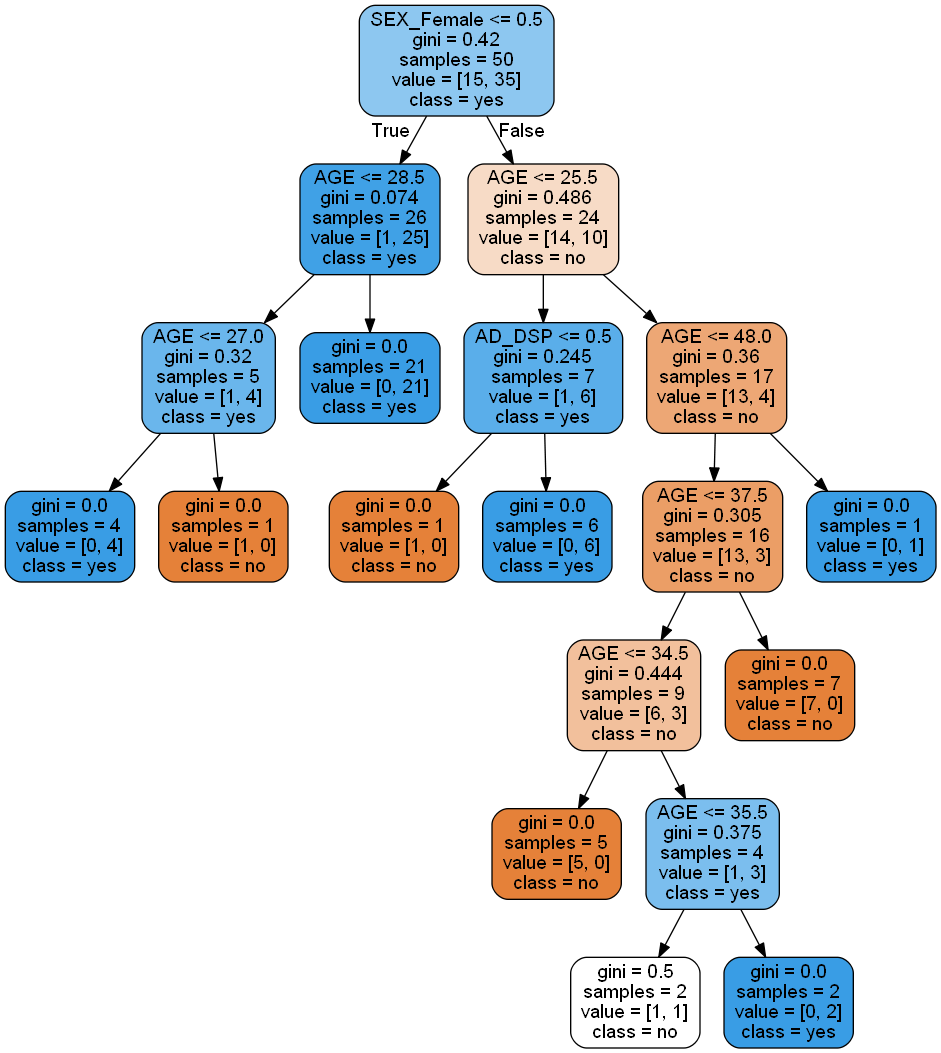 SEX_Female <= 0.5
gini = 0.42
samples = 50
value = [15, 35]
class = yes
True
False
AGE <= 28.5
gini = 0.074
samples = 26
value = [1, 25]
class = yes
AGE <= 25.5
gini = 0.486
samples = 24
value = [14, 10]
class = no
AGE <= 27.0
gini = 0.32
samples = 5
value = [1, 4]
class = yes
gini = 0.0
samples = 21
value = [0, 21]
class = yes
AD_DSP <= 0.5
gini = 0.245
samples = 7
value = [1, 6]
class = yes
AGE <= 48.0
gini = 0.36
samples = 17
value = [13, 4]
class = no
gini = 0.0
samples = 4
value = [0, 4]
class = yes
gini = 0.0
samples = 1
value = [1, 0]
class = no
gini = 0.0
samples = 1
value = [1, 0]
class = no
gini = 0.0
samples = 6
value = [0, 6]
class = yes
AGE <= 37.5
gini = 0.305
samples = 16
value = [13, 3]
class = no
gini = 0.0
samples = 1
value = [0, 1]
class = yes
AGE <= 34.5
gini = 0.444
samples = 9
value = [6, 3]
class = no
gini = 0.0
samples = 7
value = [7, 0]
class = no
gini = 0.0
samples = 5
value = [5, 0]
class = no
AGE <= 35.5
gini = 0.375
samples = 4
value = [1, 3]
class = yes
gini = 0.5
samples = 2
value = [1, 1]
class = no
gini = 0.0
samples = 2
value = [0, 2]
class = yes